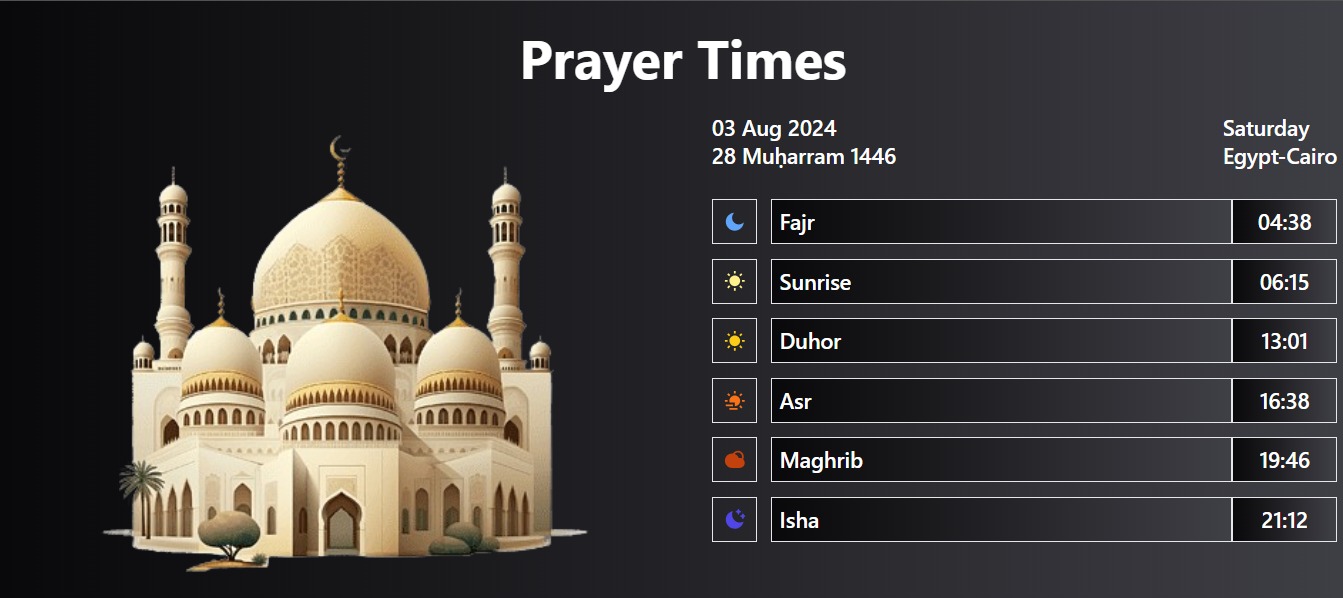 Prayer Times
03 Aug 2024 Saturday
28 Muḥarram 1446 Egypt-Cairo
Fajr 04:38
Sunrise 06:15
Duhor 13:01
Asr 16:38
Maghrib 19:46
Isha 21:12